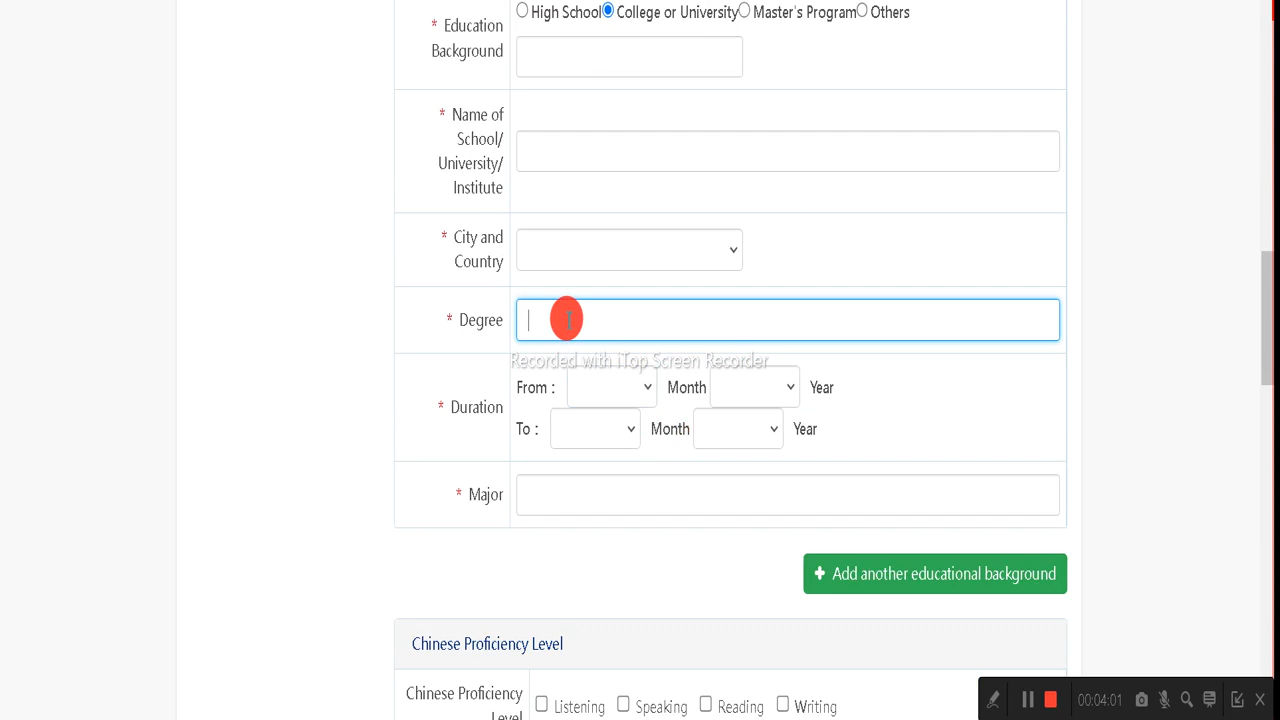 High School College or University Master's Program Others
* Education
Background
* Name of
School/
University/
Institute
* City and
Country
* Degree
Recorded with iTop Screen Recorder
From : Month Year
* Duration
To : Month Year
* Major
+ Add another educational background
Chinese Proficiency Level
Chinese Proficiency
Level
Listening Speaking Reading Writing
00:04:01